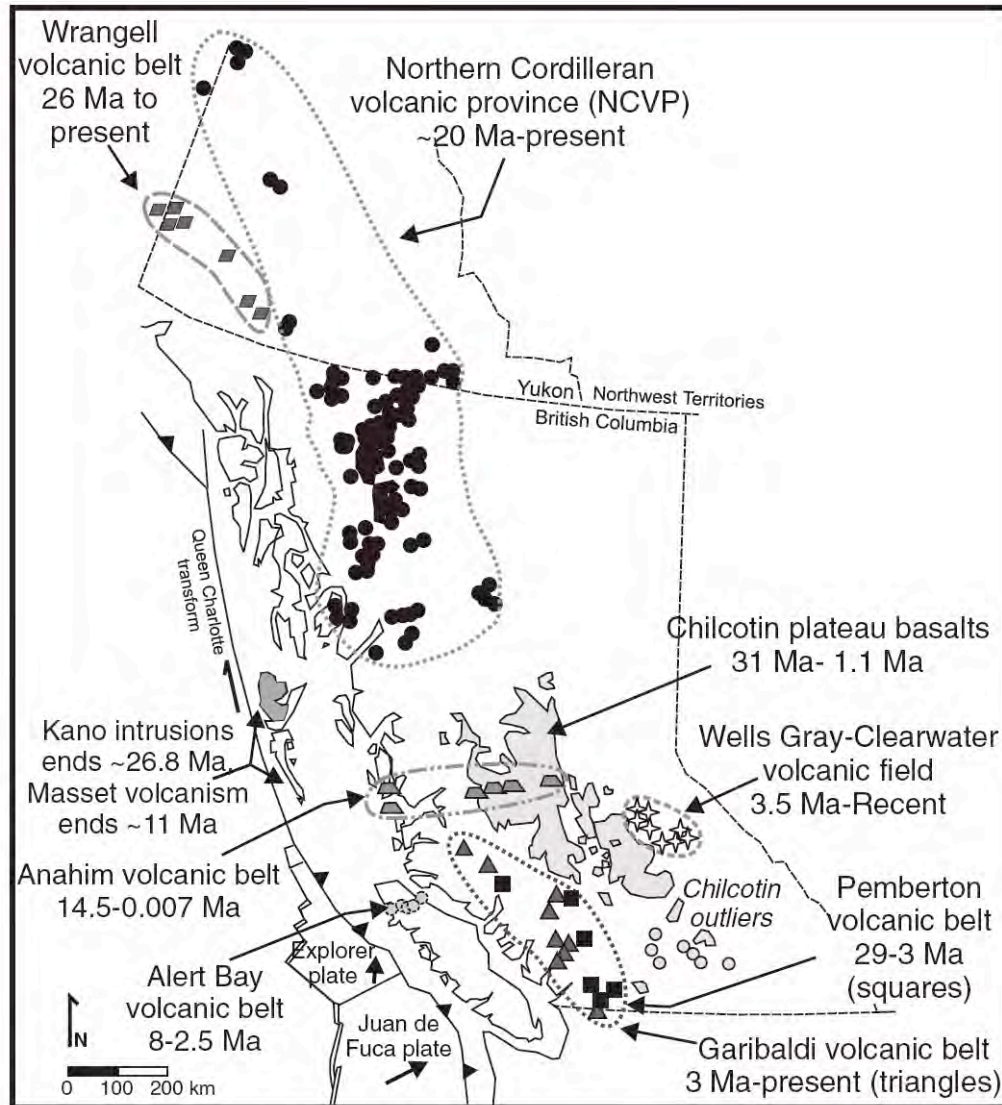 Wrangell
volcanic belt
26 Ma to
present
Northern Cordilleran
volcanic province (NCVP)
~20 Ma-present
Yukon
Northwest Territories
British Columbia
Queen Charlotte
transform
Chilcotin plateau basalts
31 Ma- 1.1 Ma
Kano intrusions
ends ~26.8 Ma,
Masset volcanism
ends ~11 Ma
Wells Gray-Clearwater
volcanic field
3.5 Ma-Recent
Anahim volcanic belt
14.5-0.007 Ma
Chilcotin
outliers
Pemberton
volcanic belt
29-3 Ma
(squares)
Alert Bay
volcanic belt
8-2.5 Ma
Explorer
plate
Juan de
Fuca plate
Garibaldi volcanic belt
3 Ma-present (triangles)
N
0 100 200 km